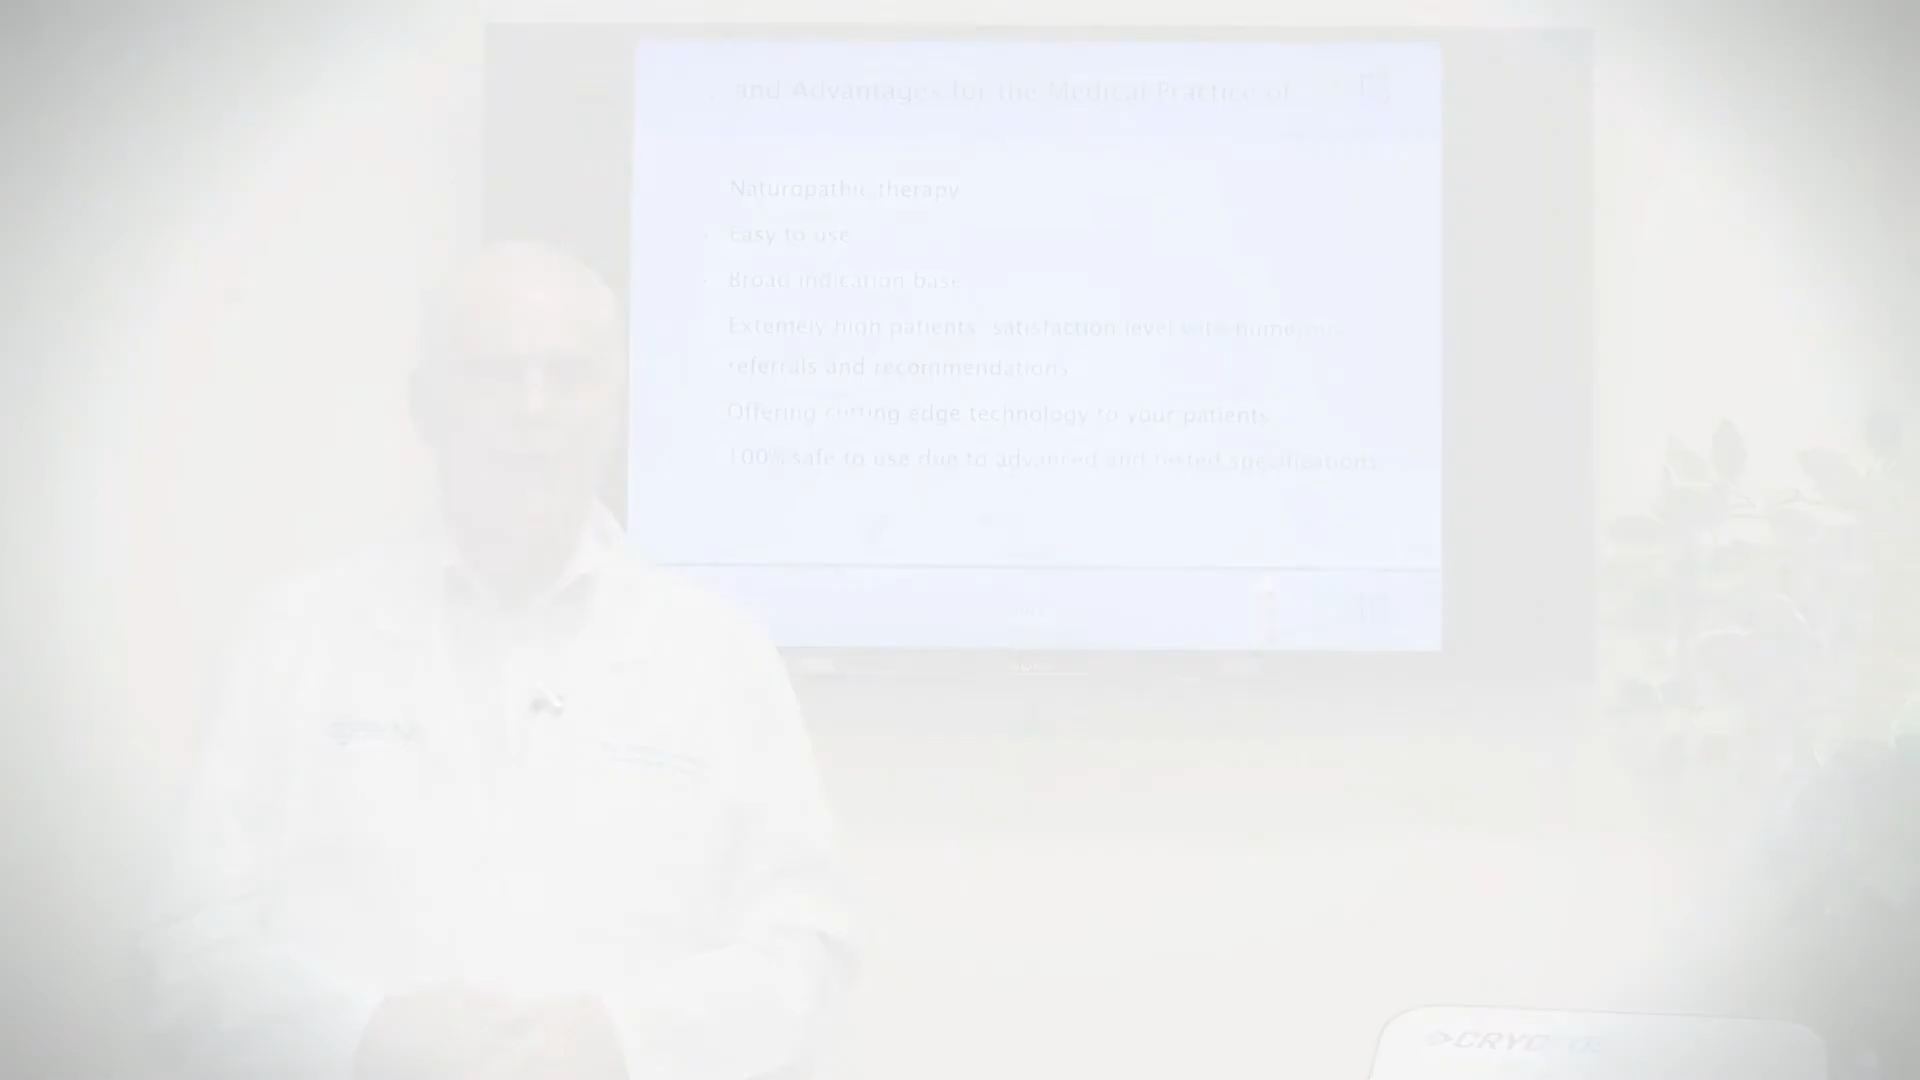 and Advantages for the Medical Practice of
Naturopathic therapy
Easy to use
Broad indication base
Extemely high patients' satisfaction level with numerous
referrals and recommendations
Offering cutting edge technology to your patients
100% safe to use due to advanced and tested specifications